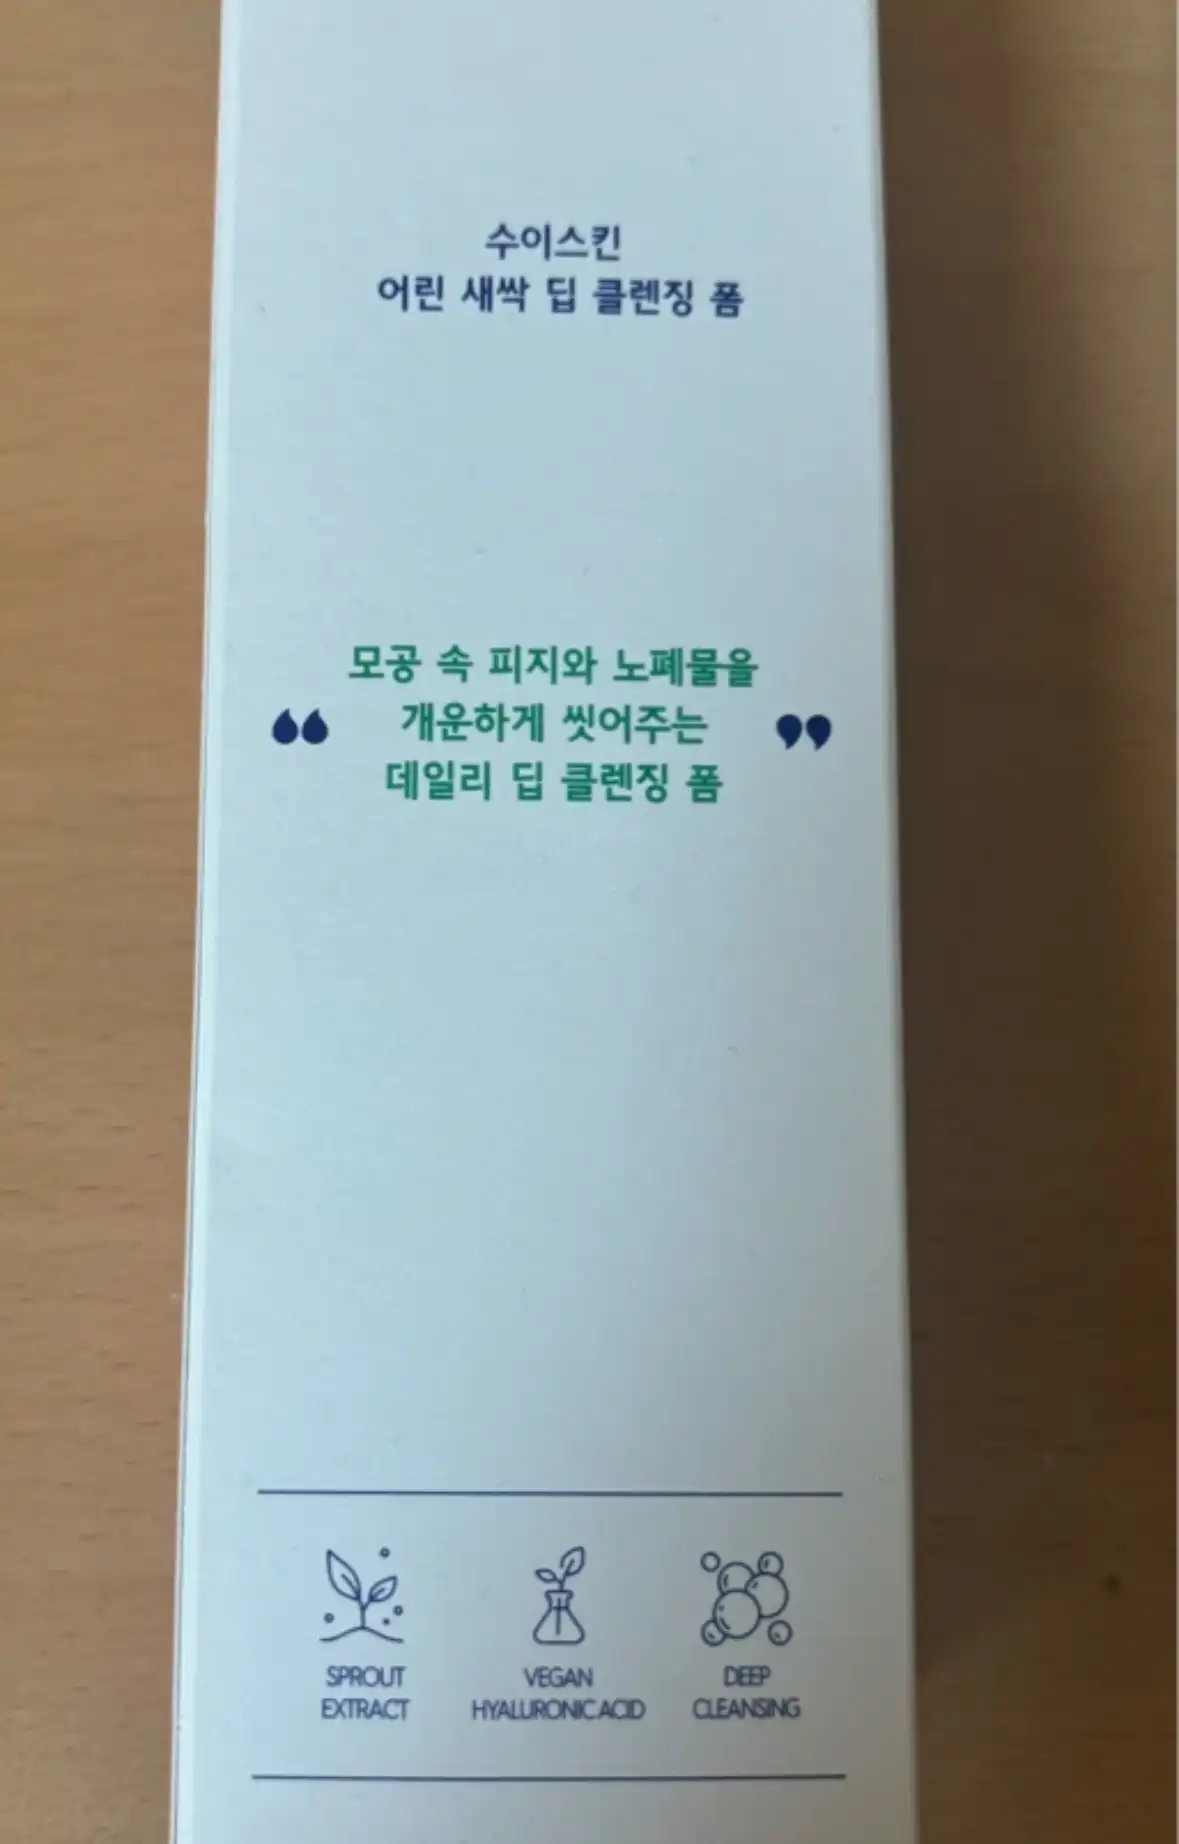 수이스킨
어린 새싹 딥 클렌징 폼
모공 속 피지와 노폐물을
“ 개운하게 씻어주는 ”
데일리 딥 클렌징 폼
SPROUT EXTRACT
VEGAN HYALURONIC ACID
DEEP CLEANSING